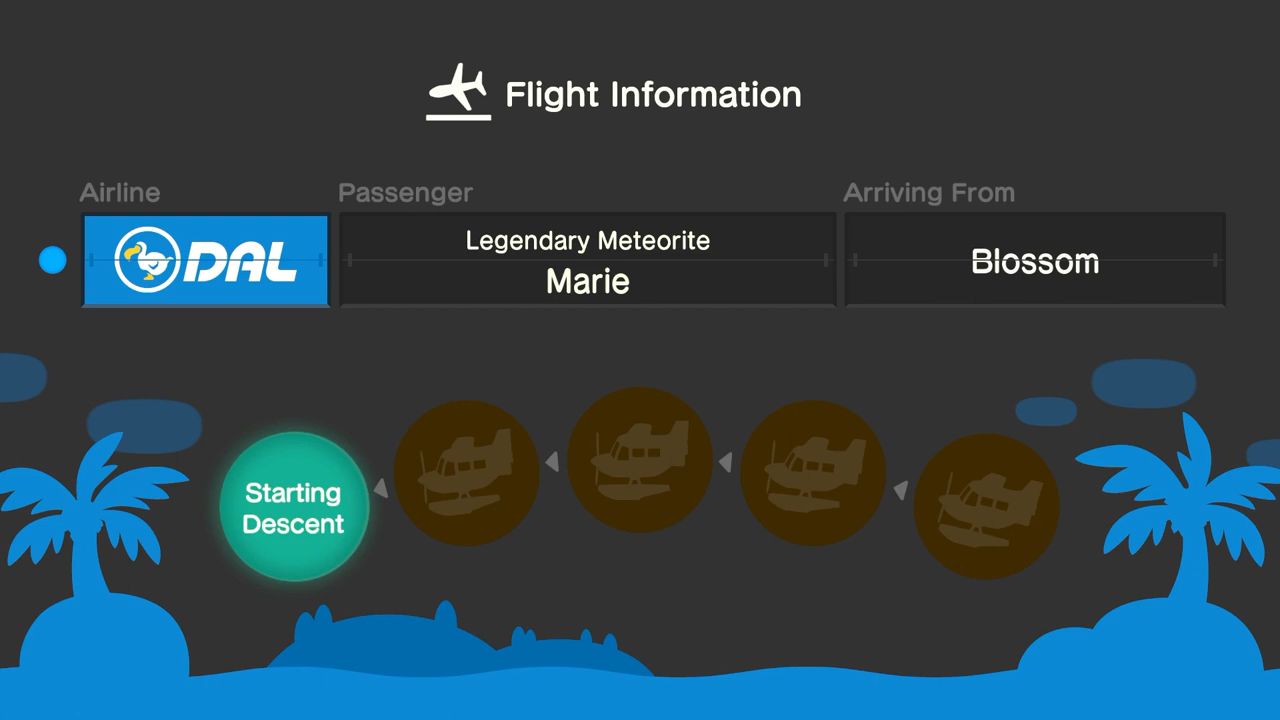 Flight Information
Airline
Passenger
Arriving From
DAL
Legendary Meteorite
Marie
Blossom
Starting
Descent